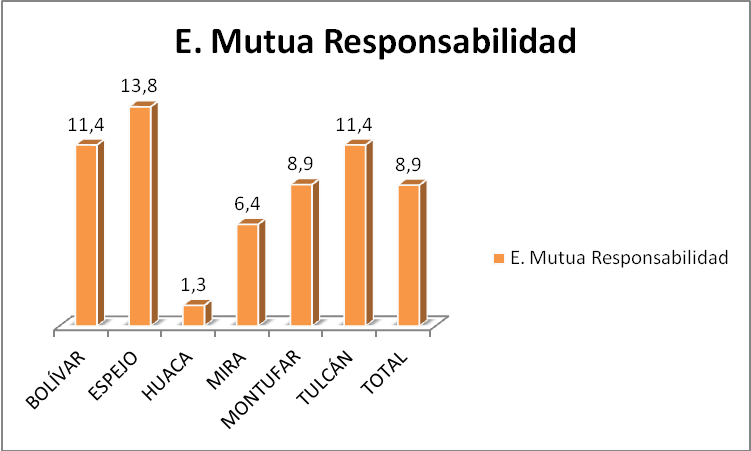 E. Mutua Responsabilidad
11,4
13,8
1,3
6,4
8,9
11,4
8,9
E. Mutua Responsabilidad
BOLÍVAR
ESPEJO
HUACA
MIRA
MONTUFAR
TULCÁN
TOTAL